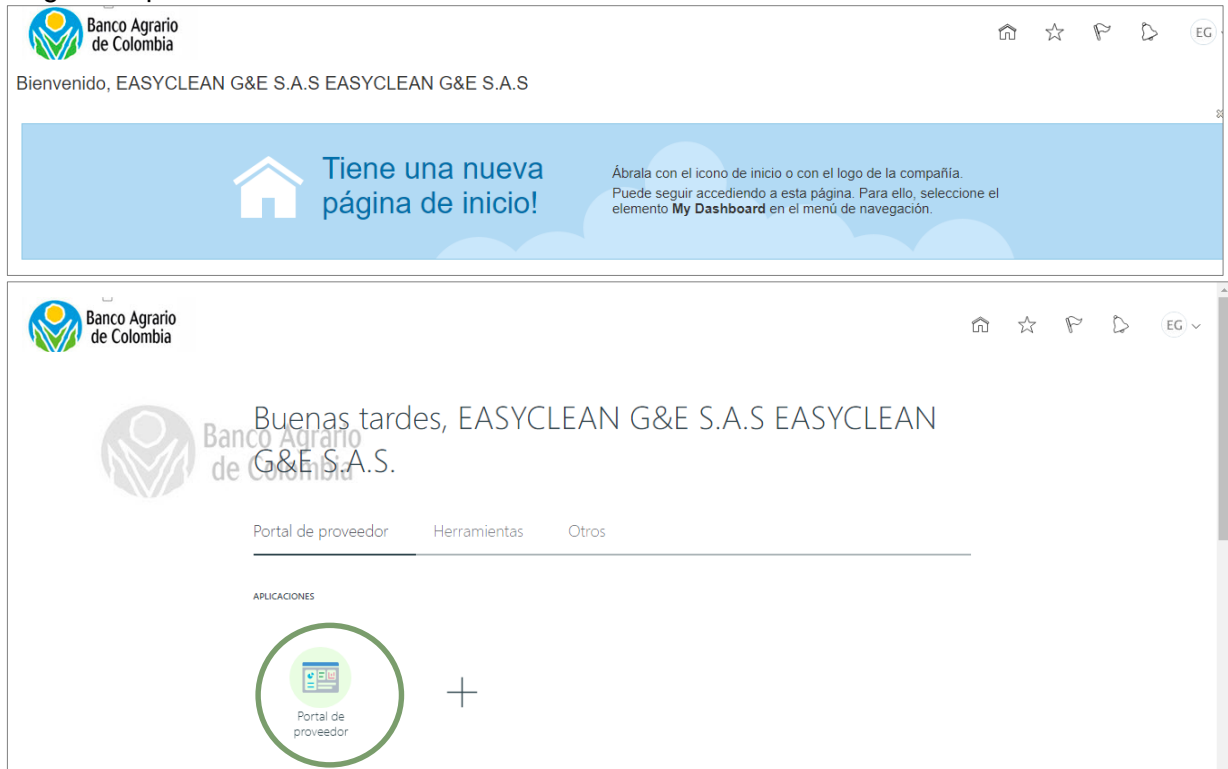 Banco Agrario
de Colombia
EG
Bienvenido, EASYCLEAN G&E S.A.S EASYCLEAN G&E S.A.S
Tiene una nueva
página de inicio!
Ábrala con el icono de inicio o con el logo de la compañía.
Puede seguir accediendo a esta página. Para ello, seleccione el
elemento My Dashboard en el menú de navegación.
Banco Agrario
de Colombia
EG
Banco Agrario
de Colombia
Buenas tardes, EASYCLEAN G&E S.A.S EASYCLEAN
G&E S.A.S.
Portal de proveedor Herramientas Otros
APLICACIONES
Portal de
proveedor